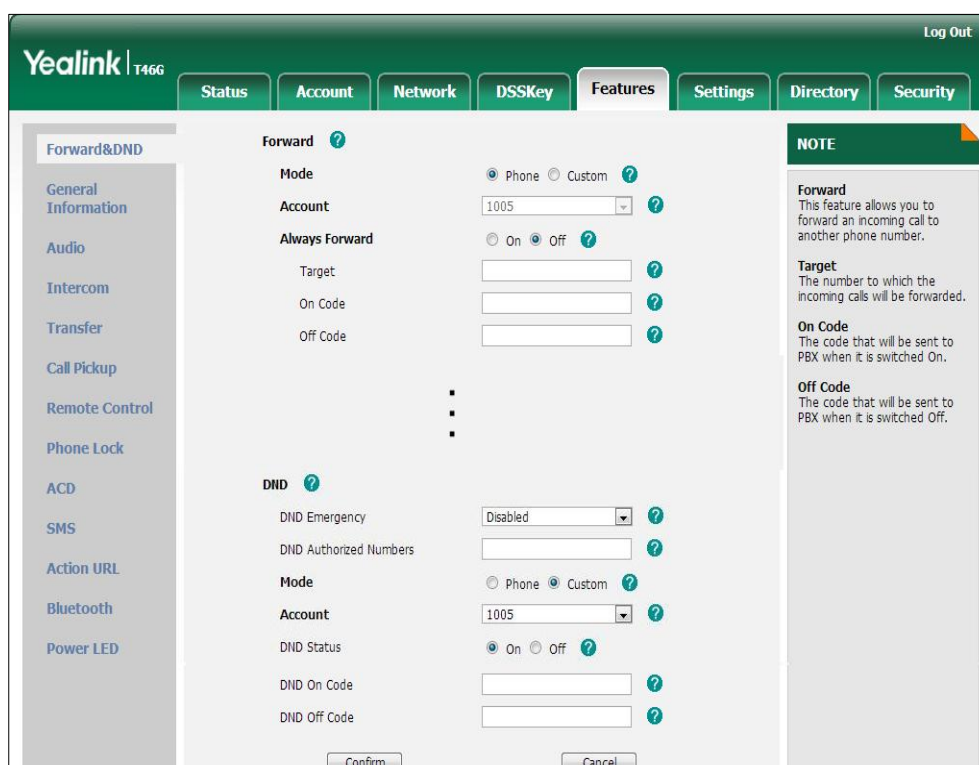 Log Out
Yealink T46G
Status Account Network DSSKey Features Settings Directory Security
Forward&DND
General
Information
Audio
Intercom
Transfer
Call Pickup
Remote Control
Phone Lock
ACD
SMS
Action URL
Bluetooth
Power LED
Forward ?
Mode Phone Custom ?
Account 1005 ?
Always Forward On Off ?
Target ?
On Code ?
Off Code ?
DND ?
DND Emergency Disabled ?
DND Authorized Numbers ?
Mode Phone Custom ?
Account 1005 ?
DND Status On Off ?
DND On Code ?
DND Off Code ?
Confirm Cancel
NOTE
Forward
This feature allows you to
forward an incoming call to
another phone number.
Target
The number to which the
incoming calls will be forwarded.
On Code
The code that will be sent to
PBX when it is switched On.
Off Code
The code that will be sent to
PBX when it is switched Off.